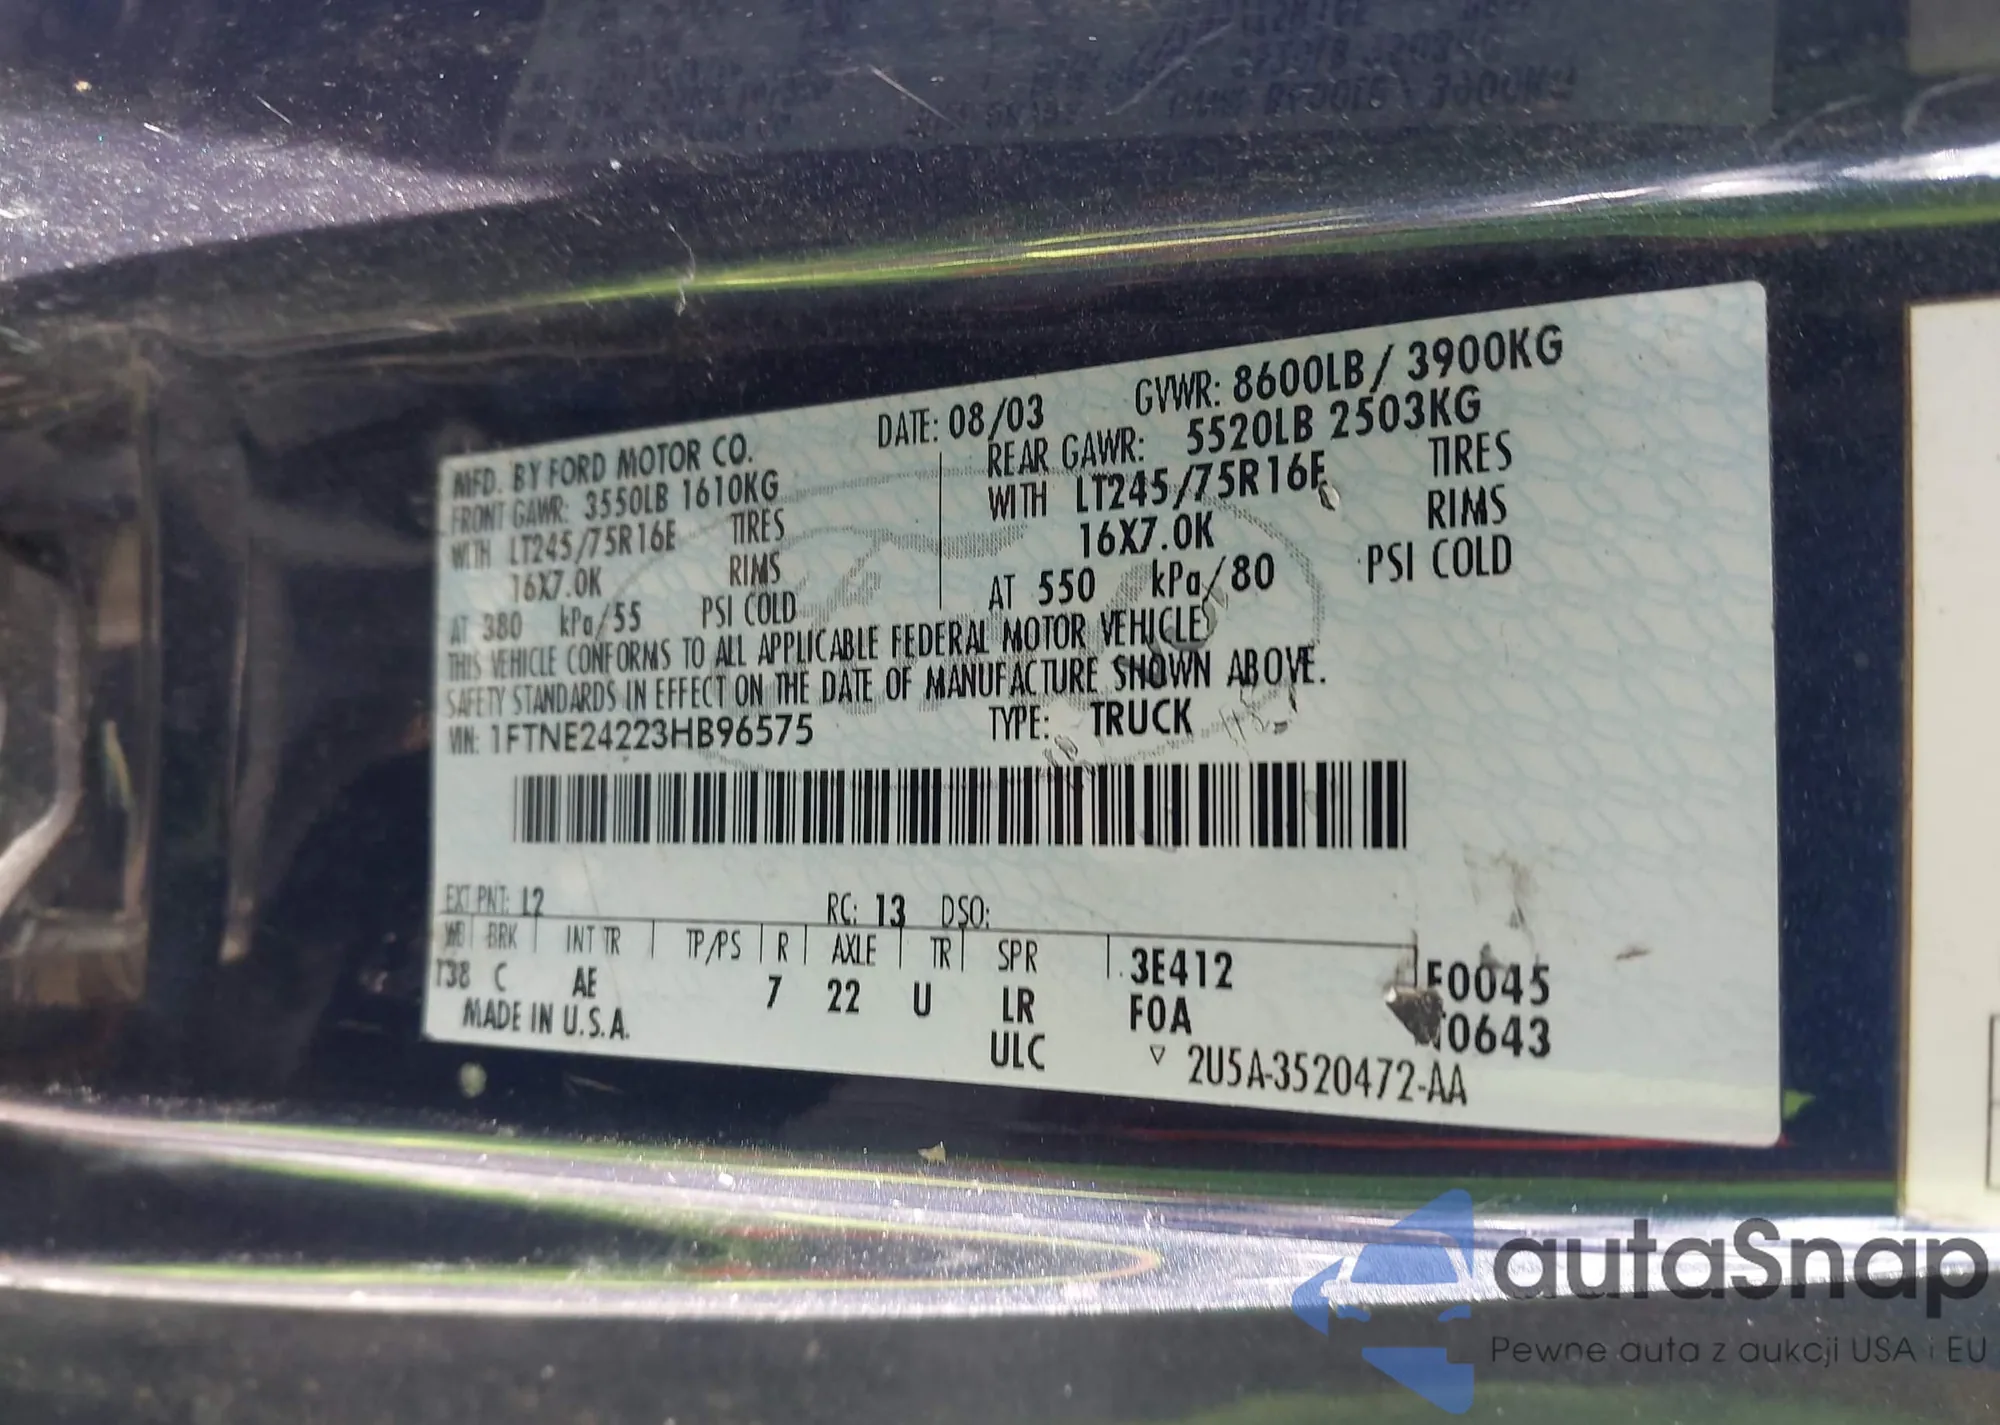 MFD. BY FORD MOTOR CO. DATE: 08/03 GVWR: 8600LB / 3900KG
FRONT GAWR: 3550LB 1610KG REAR GAWR: 5520LB 2503KG
WITH LT245/75R16E TIRES WITH LT245/75R16E TIRES
16X7.0K RIMS 16X7.0K RIMS
AT 380 kPa/55 PSI COLD AT 550 kPa/80 PSI COLD
THIS VEHICLE CONFORMS TO ALL APPLICABLE FEDERAL MOTOR VEHICLE
SAFETY STANDARDS IN EFFECT ON THE DATE OF MANUFACTURE SHOWN ABOVE.
VIN: 1FTNE24223HB96575 TYPE: TRUCK
EXT PNT: L2 RC: 13 DSO:
WB BRK INT TR TP/PS R AXLE TR SPR 3E412 F0045
138 C AE 7 22 U LR F0A 10643
MADE IN U.S.A. ULC 2U5A-3520472-AA
autaSnap
Pewne auta z aukcji USA i EU